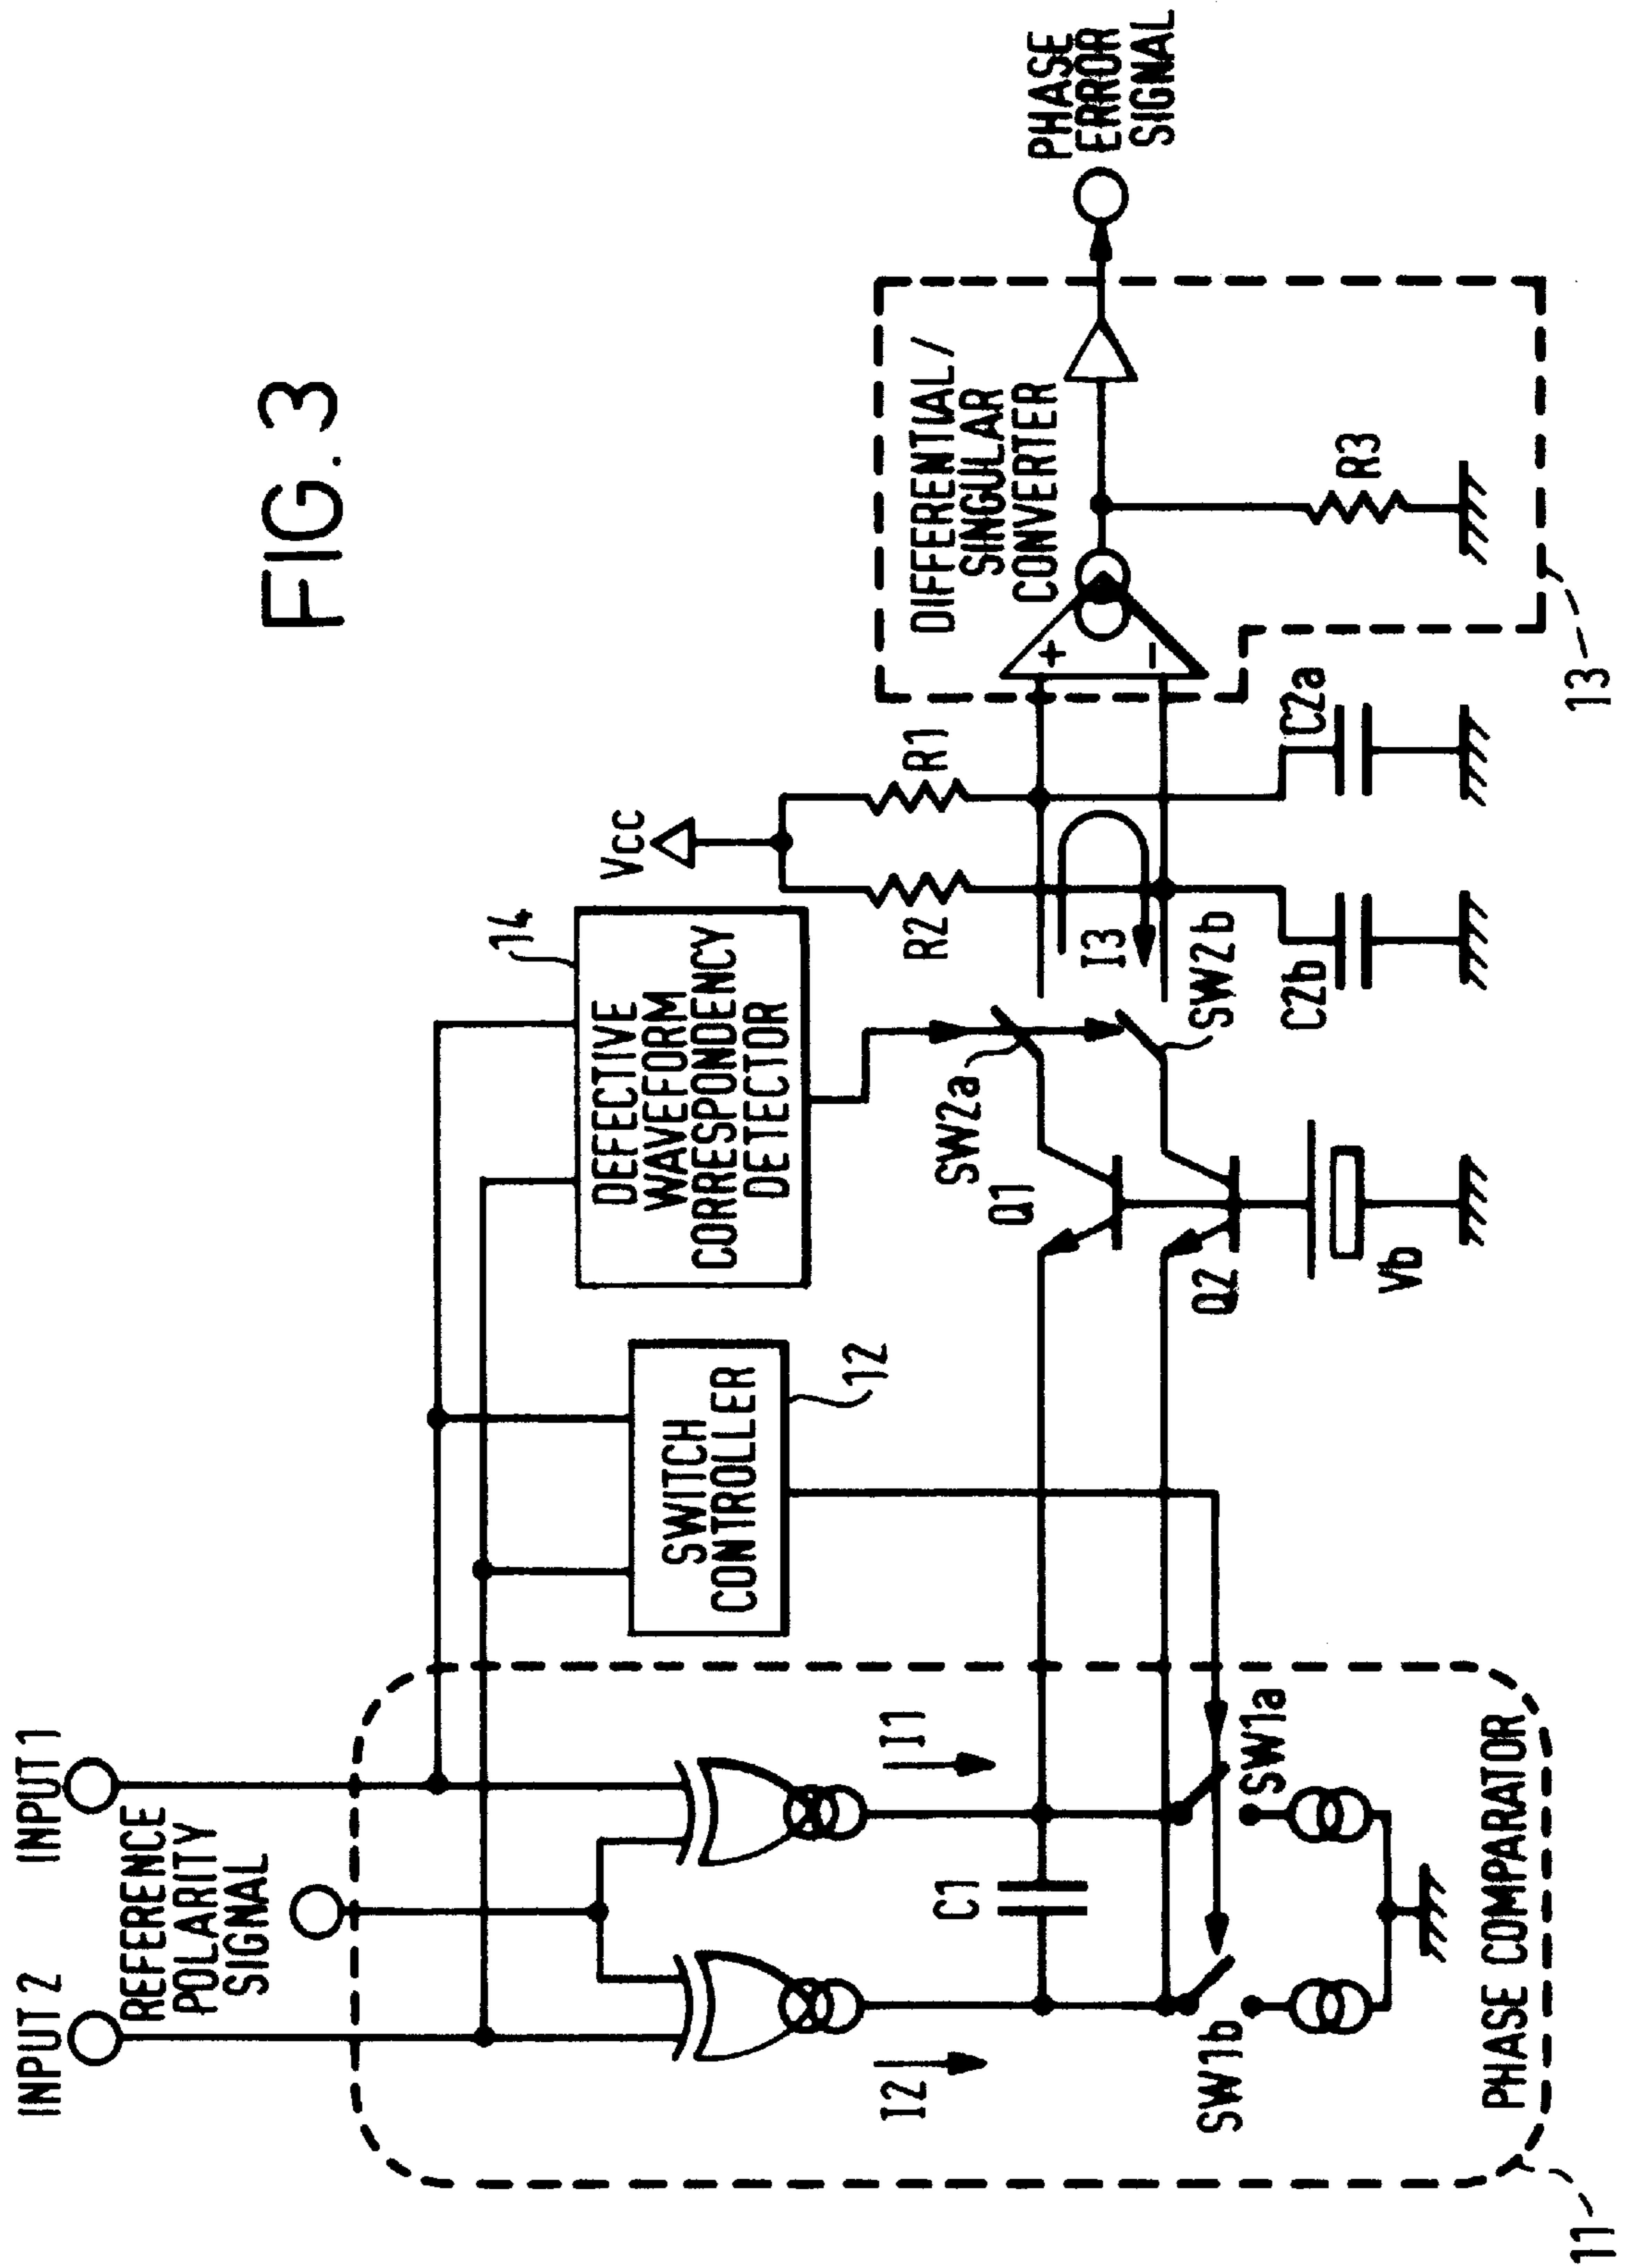 FIG. 3
INPUT 1
INPUT 2
REFERENCE
POLARITY
SIGNAL
I1
I2
C1
SW1a
SW1b
PHASE COMPARATOR
11
SWITCH
CONTROLLER
12
DEFECTIVE
WAVEFORM
CORRESPONDENCY
DETECTOR
14
Q1
Q2
Vb
SW2a
SW2b
I3
Vcc
R1
R2
C2a
C2b
DIFFERENTIAL/
SINGULAR
CONVERTER
+
−
R3
13
PHASE
ERROR
SIGNAL